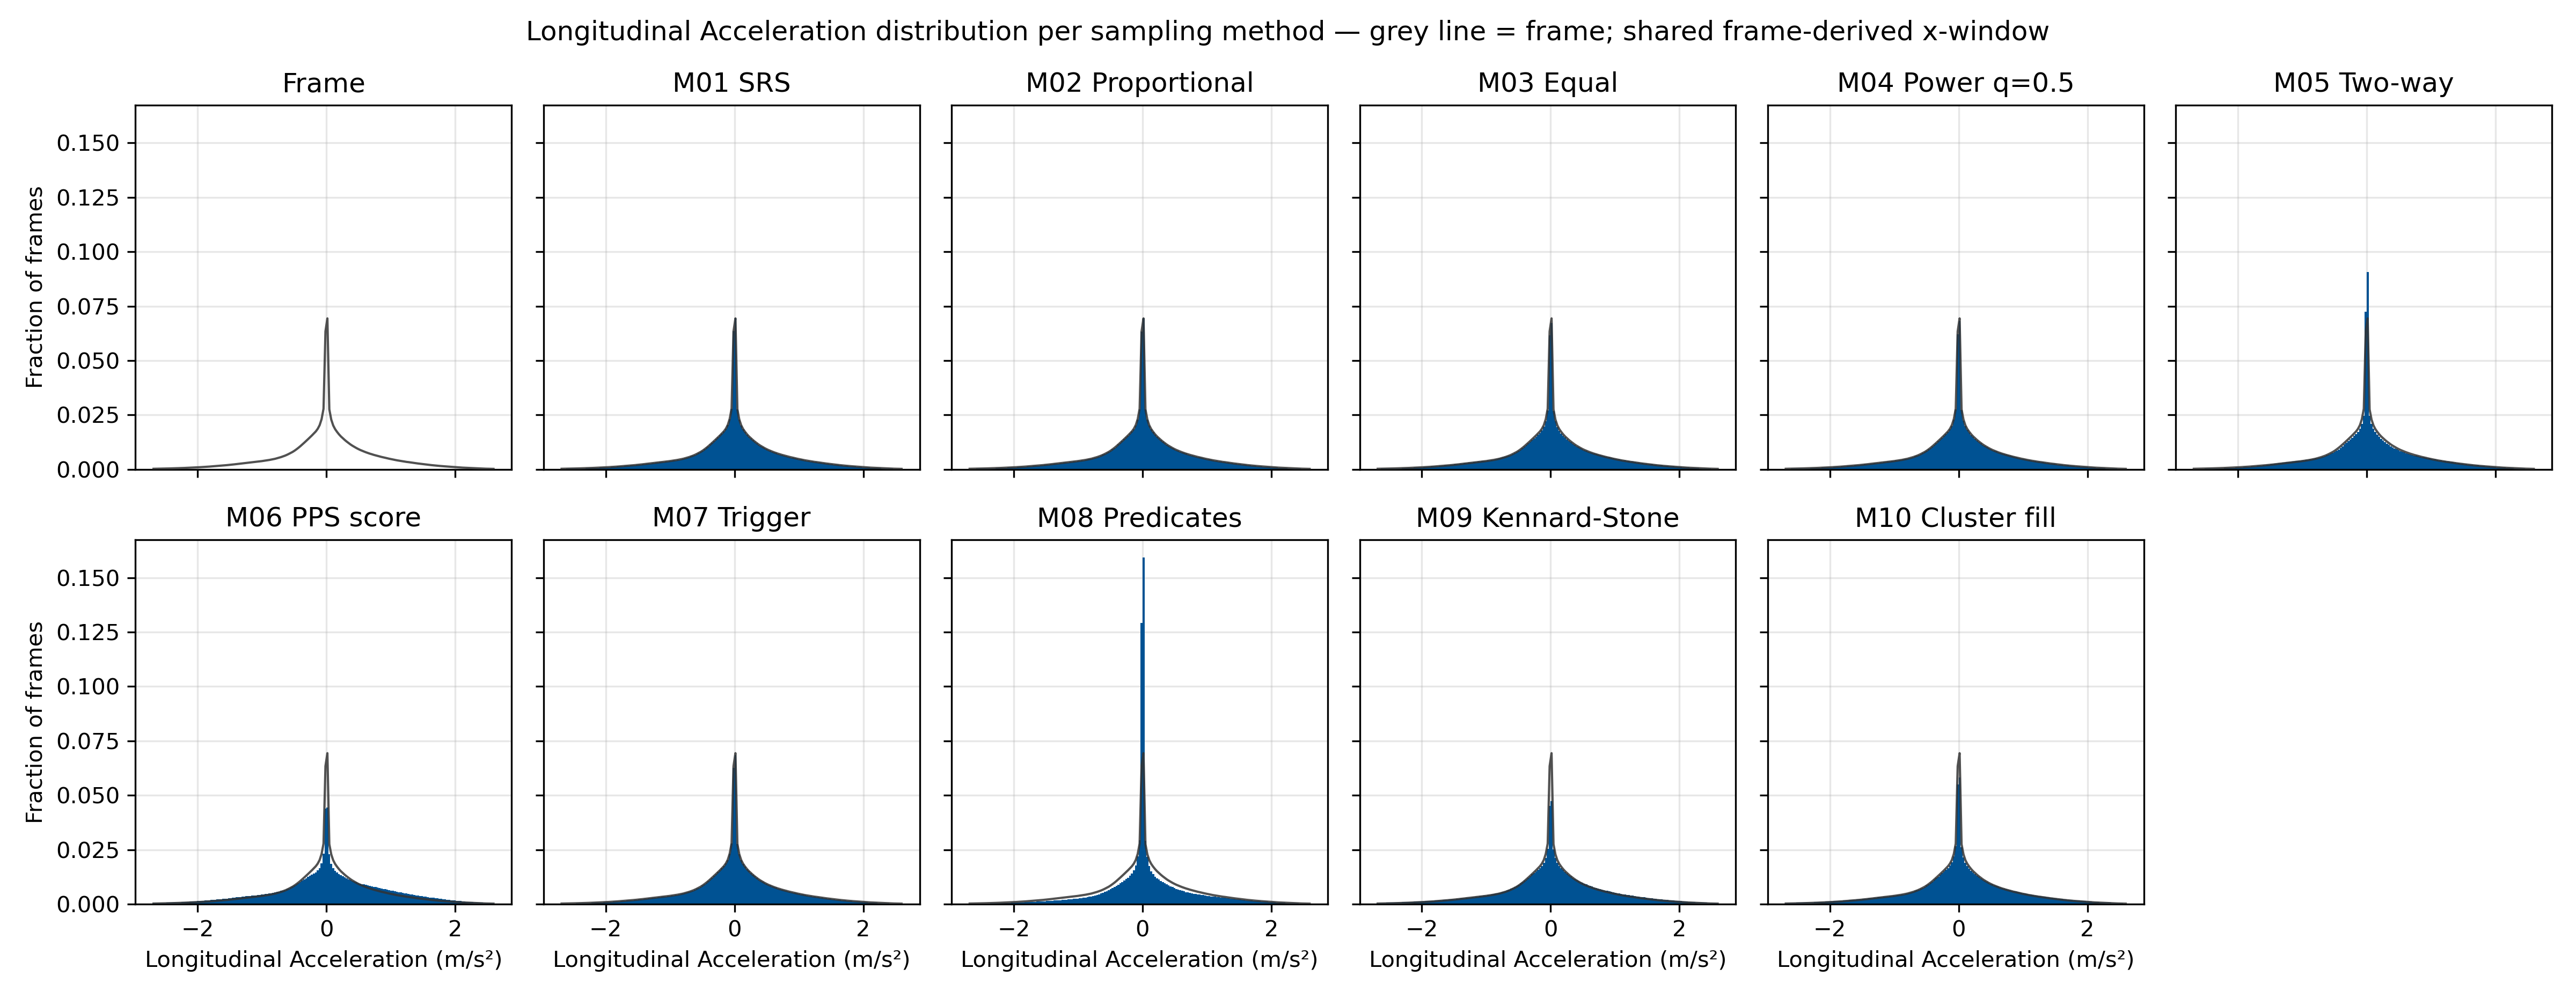 Longitudinal Acceleration distribution per sampling method — grey line = frame; shared frame-derived x-window
Frame
M01 SRS
M02 Proportional
M03 Equal
M04 Power q=0.5
M05 Two-way
Fraction of frames
0.150
0.125
0.100
0.075
0.050
0.025
0.000
M06 PPS score
M07 Trigger
M08 Predicates
M09 Kennard-Stone
M10 Cluster fill
Fraction of frames
0.150
0.125
0.100
0.075
0.050
0.025
0.000
−2 0 2
−2 0 2
−2 0 2
−2 0 2
−2 0 2
Longitudinal Acceleration (m/s²)
Longitudinal Acceleration (m/s²)
Longitudinal Acceleration (m/s²)
Longitudinal Acceleration (m/s²)
Longitudinal Acceleration (m/s²)